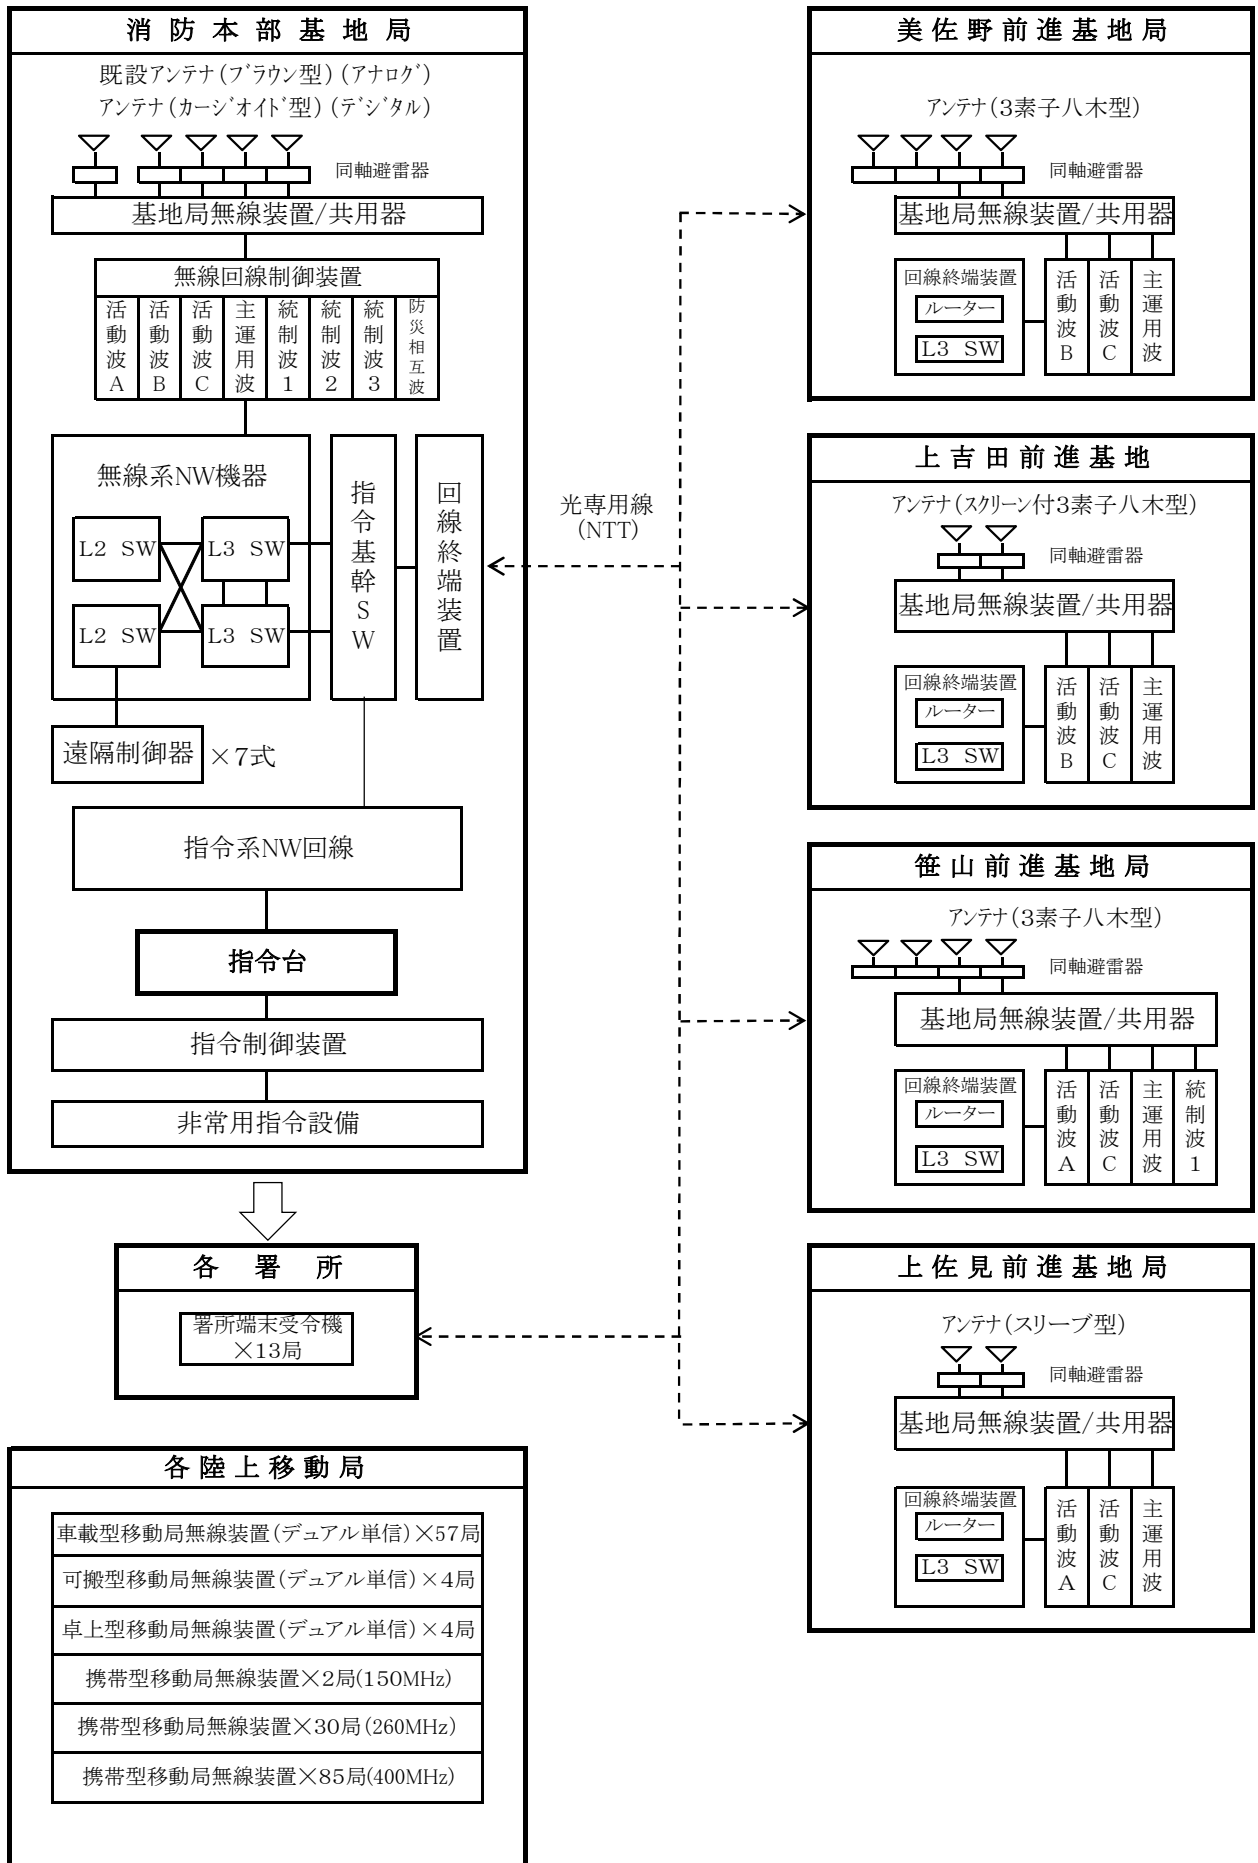 消防本部基地局
既設アンテナ(ﾌﾞﾗｳﾝ型)(ｱﾅﾛｸﾞ)
アンテナ(ｶｰｼﾞｵｲﾄﾞ型)(ﾃﾞｼﾞﾀﾙ)
同軸避雷器
基地局無線装置/共用器
無線回線制御装置
活動波A
活動波B
活動波C
主運用波
統制波1
統制波2
統制波3
防災相互波
無線系NW機器
L2 SW
L3 SW
L2 SW
L3 SW
指令基幹SW
回線終端装置
遠隔制御器
×7式
指令系NW回線
指令台
指令制御装置
非常用指令設備
各署所
署所端末受令機
×13局
各陸上移動局
車載型移動局無線装置(デュアル単信)×57局
可搬型移動局無線装置(デュアル単信)×4局
卓上型移動局無線装置(デュアル単信)×4局
携帯型移動局無線装置×2局(150MHz)
携帯型移動局無線装置×30局(260MHz)
携帯型移動局無線装置×85局(400MHz)
光専用線
(NTT)
美佐野前進基地局
アンテナ(3素子八木型)
同軸避雷器
基地局無線装置/共用器
回線終端装置
ルーター
L3 SW
活動波B
活動波C
主運用波
上吉田前進基地
アンテナ(スクリーン付3素子八木型)
同軸避雷器
基地局無線装置/共用器
回線終端装置
ルーター
L3 SW
活動波B
活動波C
主運用波
笹山前進基地局
アンテナ(3素子八木型)
同軸避雷器
基地局無線装置/共用器
回線終端装置
ルーター
L3 SW
活動波A
活動波C
主運用波
統制波1
上佐見前進基地局
アンテナ(スリーブ型)
同軸避雷器
基地局無線装置/共用器
回線終端装置
ルーター
L3 SW
活動波A
活動波C
主運用波